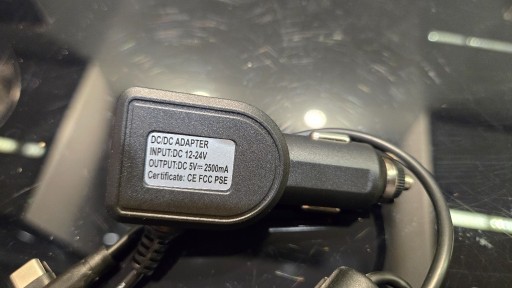 DC/DC ADAPTER
INPUT:DC 12-24V
OUTPUT:DC 5V⎓2500mA
Certificate: CE FCC PSE